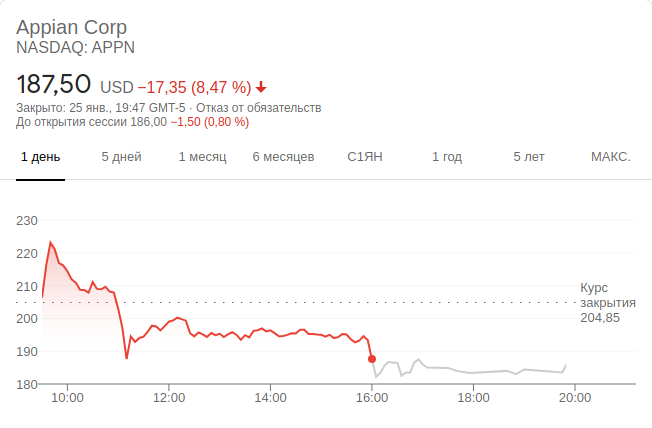 Appian Corp
NASDAQ: APPN
187,50 USD −17,35 (8,47 %)
Закрыто: 25 янв., 19:47 GMT-5 · Отказ от обязательств
До открытия сессии 186,00 −1,50 (0,80 %)
1 день 5 дней 1 месяц 6 месяцев С1ЯН 1 год 5 лет МАКС.
230
220
210
200
190
180
Курс
закрытия
204,85
10:00 12:00 14:00 16:00 18:00 20:00